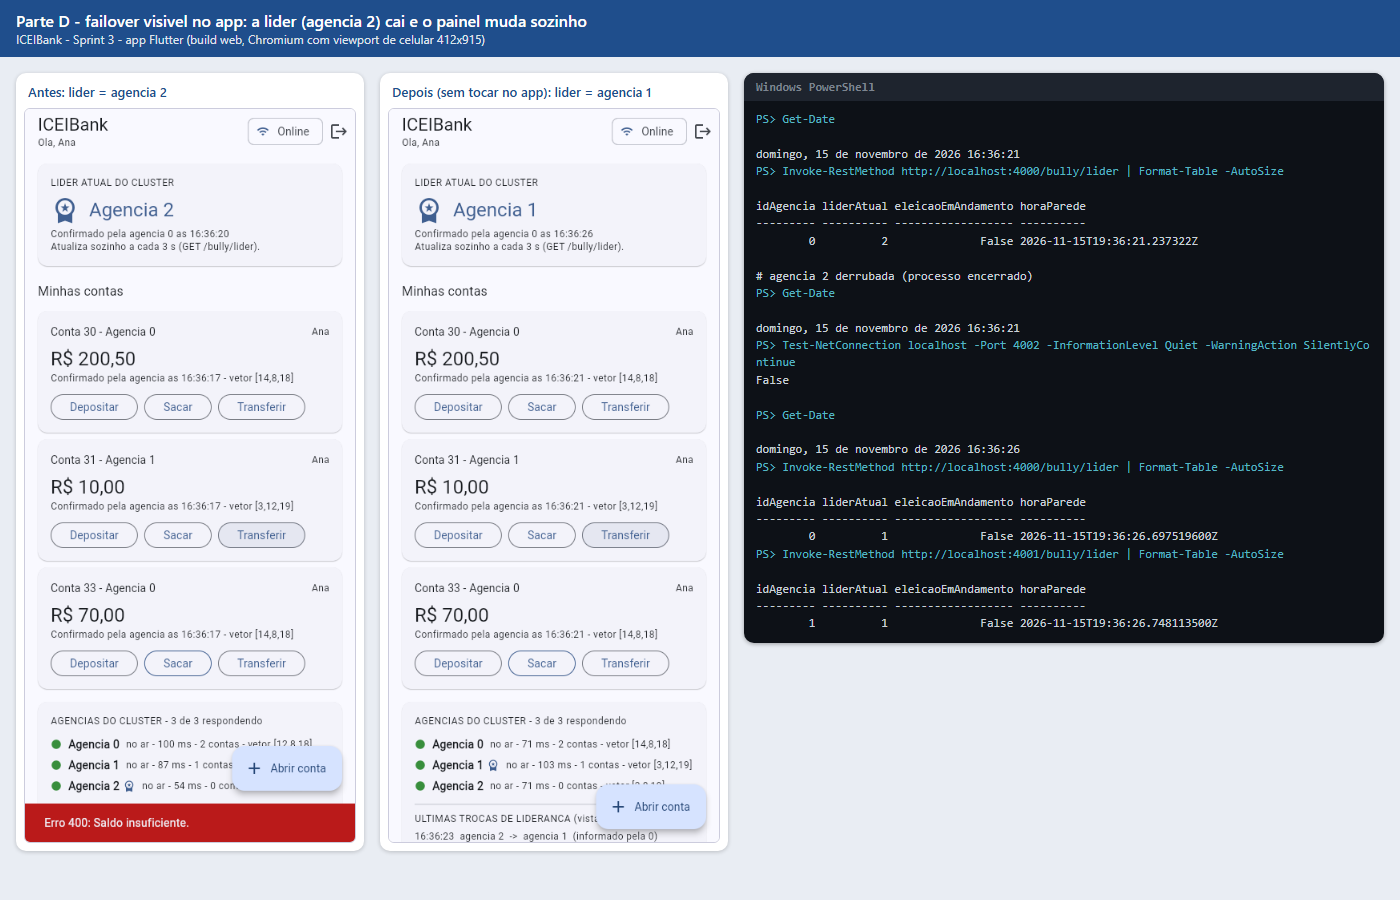 Parte D - failover visivel no app: a lider (agencia 2) cai e o painel muda sozinho
ICEIBank - Sprint 3 - app Flutter (build web, Chromium com viewport de celular 412x915)
Antes: lider = agencia 2
ICEIBank
Ola, Ana
Online
LIDER ATUAL DO CLUSTER
Agencia 2
Confirmado pela agencia 0 as 16:36:20
Atualiza sozinho a cada 3 s (GET /bully/lider).
Minhas contas
Conta 30 - Agencia 0 Ana
R$ 200,50
Confirmado pela agencia as 16:36:17 - vetor [14,8,18]
Depositar Sacar Transferir
Conta 31 - Agencia 1 Ana
R$ 10,00
Confirmado pela agencia as 16:36:17 - vetor [3,12,19]
Depositar Sacar Transferir
Conta 33 - Agencia 0 Ana
R$ 70,00
Confirmado pela agencia as 16:36:17 - vetor [14,8,18]
Depositar Sacar Transferir
AGENCIAS DO CLUSTER - 3 de 3 respondendo
Agencia 0 no ar - 100 ms - 2 contas - vetor [12,8,18]
Agencia 1 no ar - 87 ms - 1 contas
Agencia 2 no ar - 54 ms - 0
+ Abrir conta
Erro 400: Saldo insuficiente.
Depois (sem tocar no app): lider = agencia 1
ICEIBank
Ola, Ana
Online
LIDER ATUAL DO CLUSTER
Agencia 1
Confirmado pela agencia 0 as 16:36:26
Atualiza sozinho a cada 3 s (GET /bully/lider).
Minhas contas
Conta 30 - Agencia 0 Ana
R$ 200,50
Confirmado pela agencia as 16:36:21 - vetor [14,8,18]
Depositar Sacar Transferir
Conta 31 - Agencia 1 Ana
R$ 10,00
Confirmado pela agencia as 16:36:21 - vetor [3,12,19]
Depositar Sacar Transferir
Conta 33 - Agencia 0 Ana
R$ 70,00
Confirmado pela agencia as 16:36:21 - vetor [14,8,18]
Depositar Sacar Transferir
AGENCIAS DO CLUSTER - 3 de 3 respondendo
Agencia 0 no ar - 71 ms - 2 contas - vetor [14,8,18]
Agencia 1 no ar - 103 ms - 1 contas - vetor [3,12,19]
Agencia 2 no ar - 71 ms - 0 contas -
+ Abrir conta
ULTIMAS TROCAS DE LIDERANCA
16:36:23 agencia 2 -> agencia 1 (informado pela 0)
Windows PowerShell
PS> Get-Date
domingo, 15 de novembro de 2026 16:36:21
PS> Invoke-RestMethod http://localhost:4000/bully/lider | Format-Table -AutoSize
idAgencia liderAtual eleicaoEmAndamento horaParede
--------- ---------- ------------------ ----------
0 2 False 2026-11-15T19:36:21.237322Z
# agencia 2 derrubada (processo encerrado)
PS> Get-Date
domingo, 15 de novembro de 2026 16:36:21
PS> Test-NetConnection localhost -Port 4002 -InformationLevel Quiet -WarningAction SilentlyCo
ntinue
False
PS> Get-Date
domingo, 15 de novembro de 2026 16:36:26
PS> Invoke-RestMethod http://localhost:4000/bully/lider | Format-Table -AutoSize
idAgencia liderAtual eleicaoEmAndamento horaParede
--------- ---------- ------------------ ----------
0 1 False 2026-11-15T19:36:26.697519600Z
PS> Invoke-RestMethod http://localhost:4001/bully/lider | Format-Table -AutoSize
idAgencia liderAtual eleicaoEmAndamento horaParede
--------- ---------- ------------------ ----------
1 1 False 2026-11-15T19:36:26.748113500Z